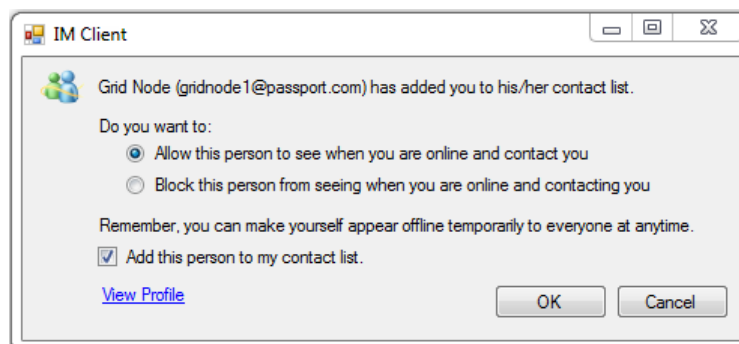 IM Client
Grid Node (gridnode1@passport.com) has added you to his/her contact list.
Do you want to:
Allow this person to see when you are online and contact you
Block this person from seeing when you are online and contacting you
Remember, you can make yourself appear offline temporarily to everyone at anytime.
Add this person to my contact list.
View Profile
OK
Cancel